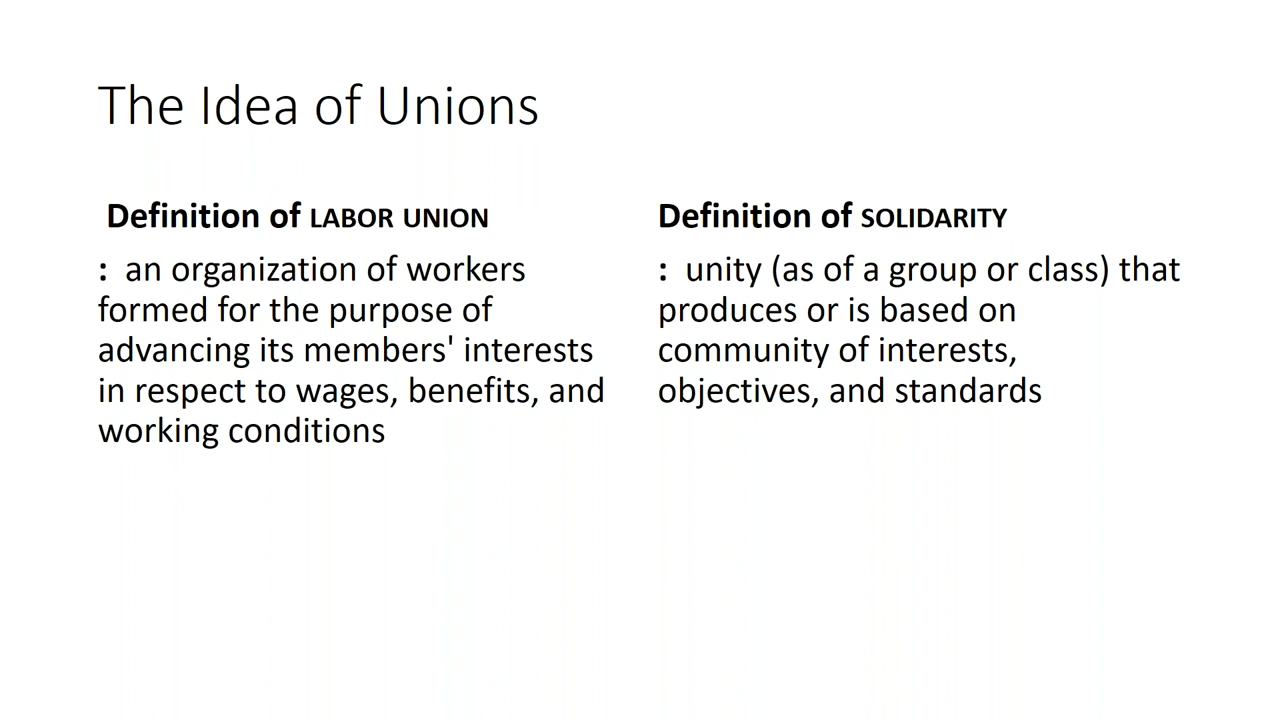 The Idea of Unions
Definition of LABOR UNION
: an organization of workers
formed for the purpose of
advancing its members' interests
in respect to wages, benefits, and
working conditions
Definition of SOLIDARITY
: unity (as of a group or class) that
produces or is based on
community of interests,
objectives, and standards